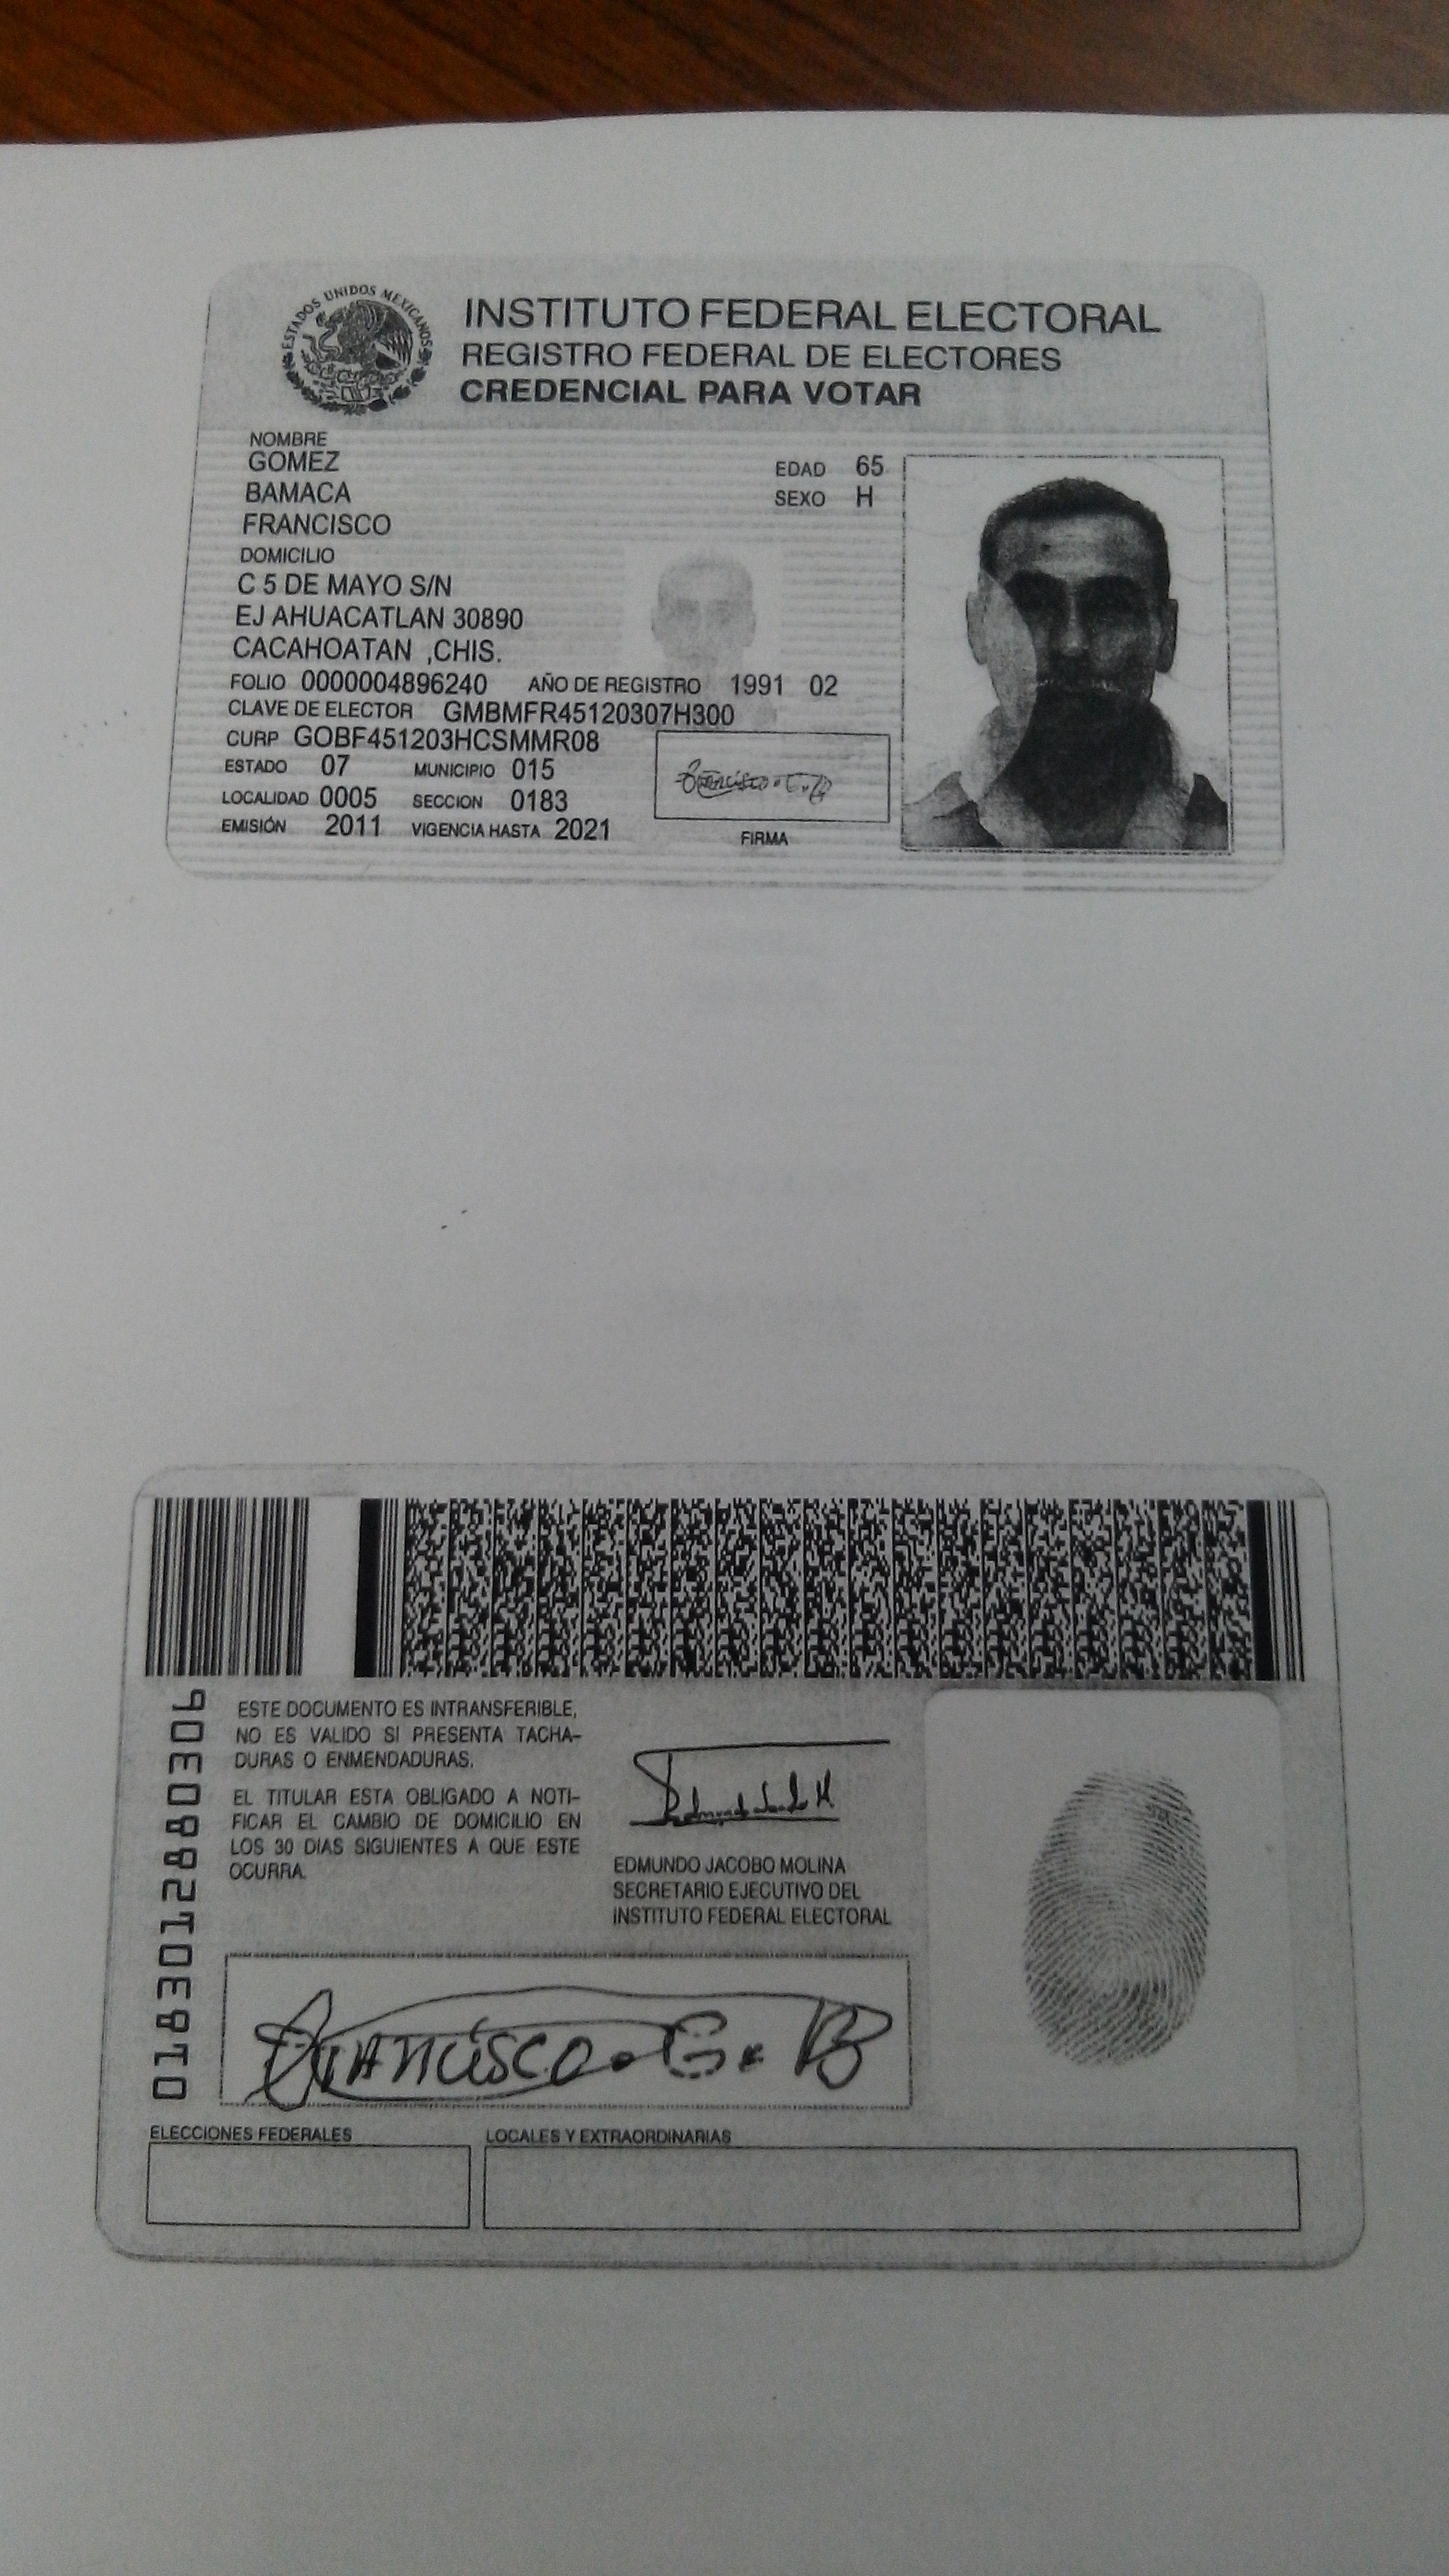 ESTADOS UNIDOS MEXICANOS
INSTITUTO FEDERAL ELECTORAL
REGISTRO FEDERAL DE ELECTORES
CREDENCIAL PARA VOTAR
NOMBRE
GOMEZ
BAMACA
FRANCISCO
EDAD 65
SEXO H
DOMICILIO
C 5 DE MAYO S/N
EJ AHUACATLAN 30890
CACAHOATAN ,CHIS.
FOLIO 0000004896240 AÑO DE REGISTRO 1991 02
CLAVE DE ELECTOR GMBMFR45120307H300
CURP GOBF451203HCSMMR08
ESTADO 07 MUNICIPIO 015
LOCALIDAD 0005 SECCION 0183
EMISIÓN 2011 VIGENCIA HASTA 2021
Francisco G. B
FIRMA
0183012880306
ESTE DOCUMENTO ES INTRANSFERIBLE,
NO ES VALIDO SI PRESENTA TACHA-
DURAS O ENMENDADURAS.
EL TITULAR ESTA OBLIGADO A NOTI-
FICAR EL CAMBIO DE DOMICILIO EN
LOS 30 DIAS SIGUIENTES A QUE ESTE
OCURRA.
EDMUNDO JACOBO MOLINA
SECRETARIO EJECUTIVO DEL
INSTITUTO FEDERAL ELECTORAL
FRANCISCO. G. B
ELECCIONES FEDERALES
LOCALES Y EXTRAORDINARIAS